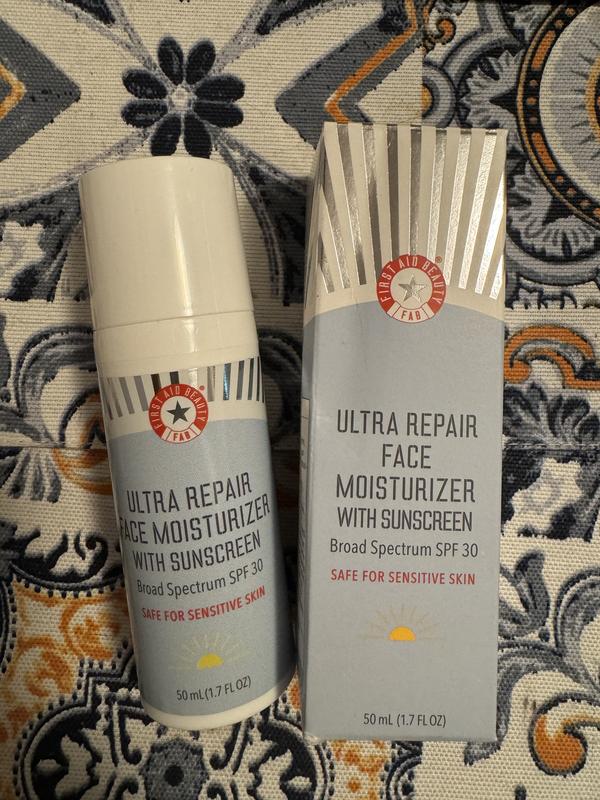 FIRST AID BEAUTY®
FAB
ULTRA REPAIR
FACE MOISTURIZER
WITH SUNSCREEN
Broad Spectrum SPF 30
SAFE FOR SENSITIVE SKIN
50 mL (1.7 FL OZ)
FIRST AID BEAUTY®
FAB
ULTRA REPAIR
FACE
MOISTURIZER
WITH SUNSCREEN
Broad Spectrum SPF 30
SAFE FOR SENSITIVE SKIN
50 mL (1.7 FL OZ)